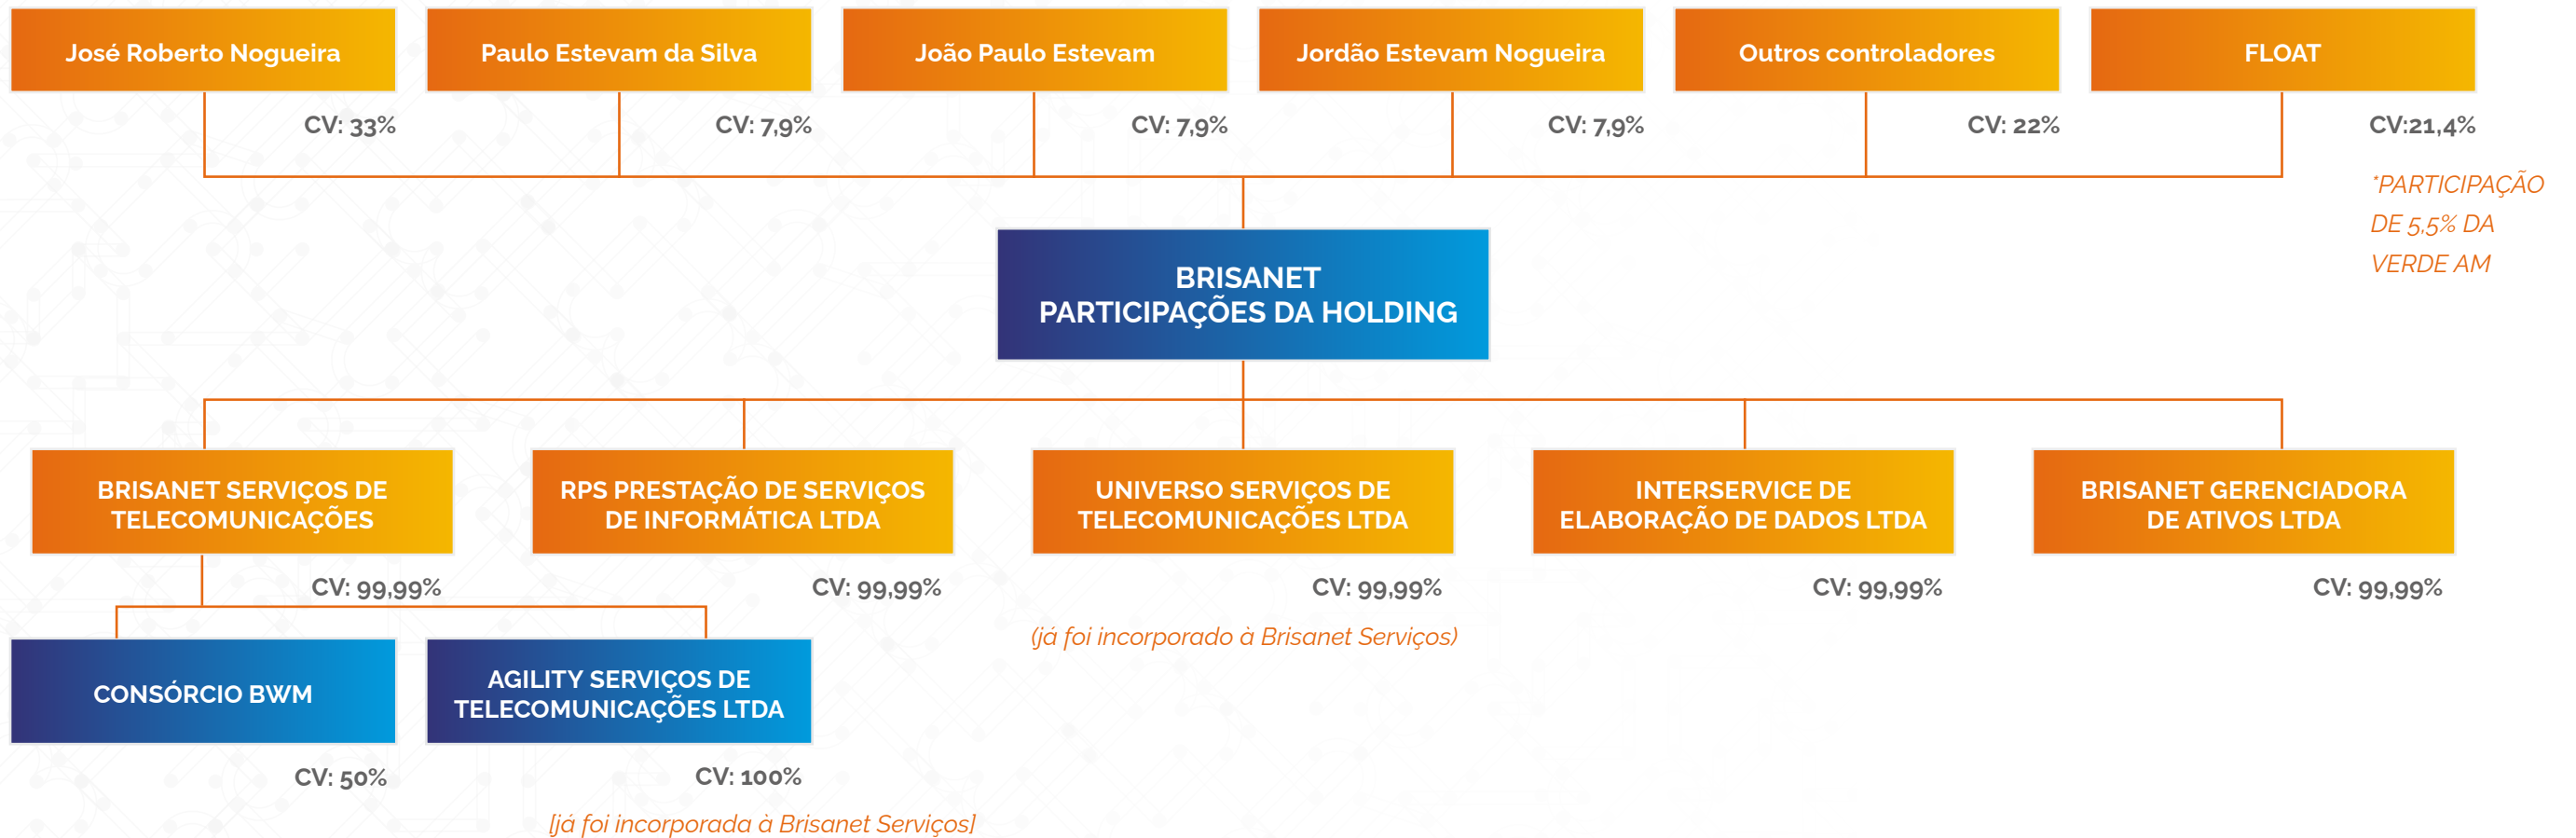 José Roberto Nogueira
Paulo Estevam da Silva
João Paulo Estevam
Jordão Estevam Nogueira
Outros controladores
FLOAT
CV: 33%
CV: 7,9%
CV: 7,9%
CV: 7,9%
CV: 22%
CV:21,4%
*PARTICIPAÇÃO
DE 5,5% DA
VERDE AM
BRISANET
PARTICIPAÇÕES DA HOLDING
BRISANET SERVIÇOS DE
TELECOMUNICAÇÕES
RPS PRESTAÇÃO DE SERVIÇOS
DE INFORMÁTICA LTDA
UNIVERSO SERVIÇOS DE
TELECOMUNICAÇÕES LTDA
INTERSERVICE DE
ELABORAÇÃO DE DADOS LTDA
BRISANET GERENCIADORA
DE ATIVOS LTDA
CV: 99,99%
CV: 99,99%
CV: 99,99%
CV: 99,99%
CV: 99,99%
(já foi incorporado à Brisanet Serviços)
CONSÓRCIO BWM
AGILITY SERVIÇOS DE
TELECOMUNICAÇÕES LTDA
CV: 50%
CV: 100%
[já foi incorporada à Brisanet Serviços]